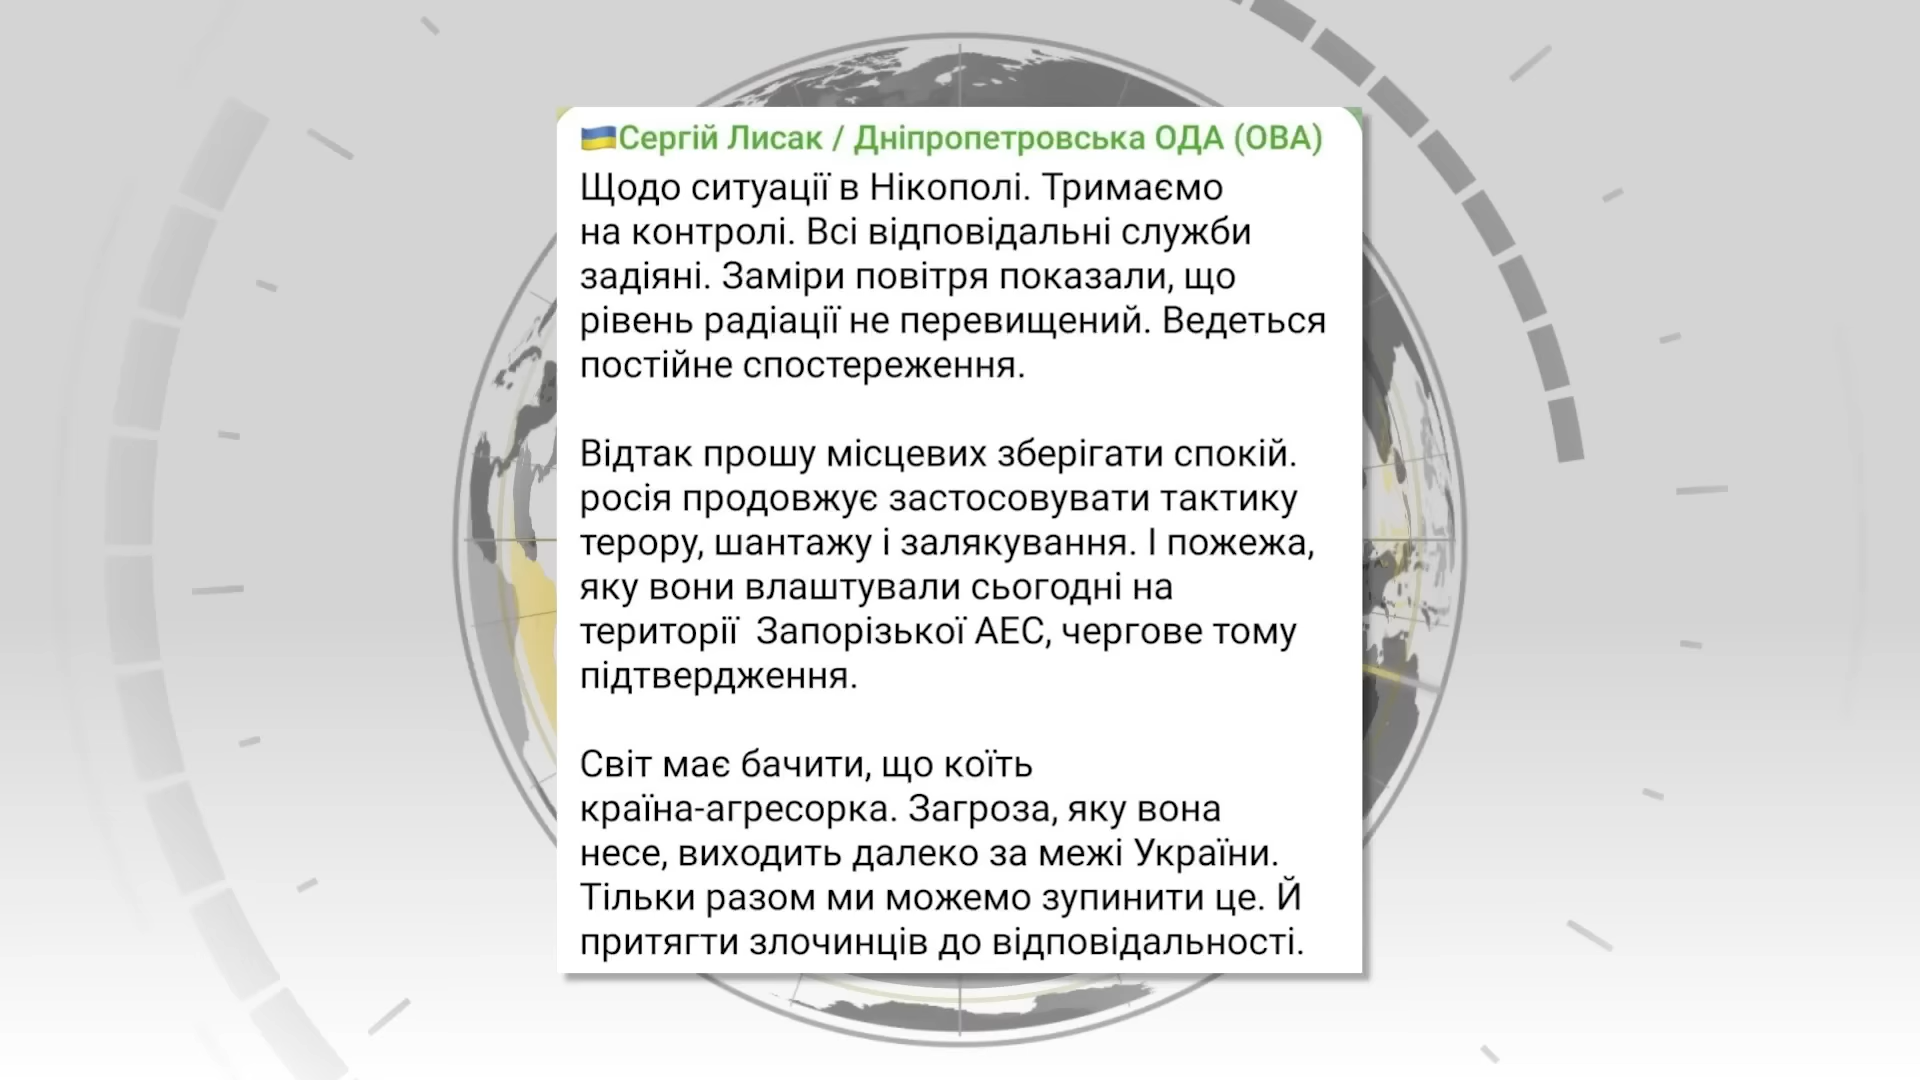 🇺🇦Сергій Лисак / Дніпропетровська ОДА (ОВА)
Щодо ситуації в Нікополі. Тримаємо
на контролі. Всі відповідальні служби
задіяні. Заміри повітря показали, що
рівень радіації не перевищений. Ведеться
постійне спостереження.
Відтак прошу місцевих зберігати спокій.
росія продовжує застосовувати тактику
терору, шантажу і залякування. І пожежа,
яку вони влаштували сьогодні на
території  Запорізької АЕС, чергове тому
підтвердження.
Світ має бачити, що коїть
країна-агресорка. Загроза, яку вона
несе, виходить далеко за межі України.
Тільки разом ми можемо зупинити це. Й
притягти злочинців до відповідальності.